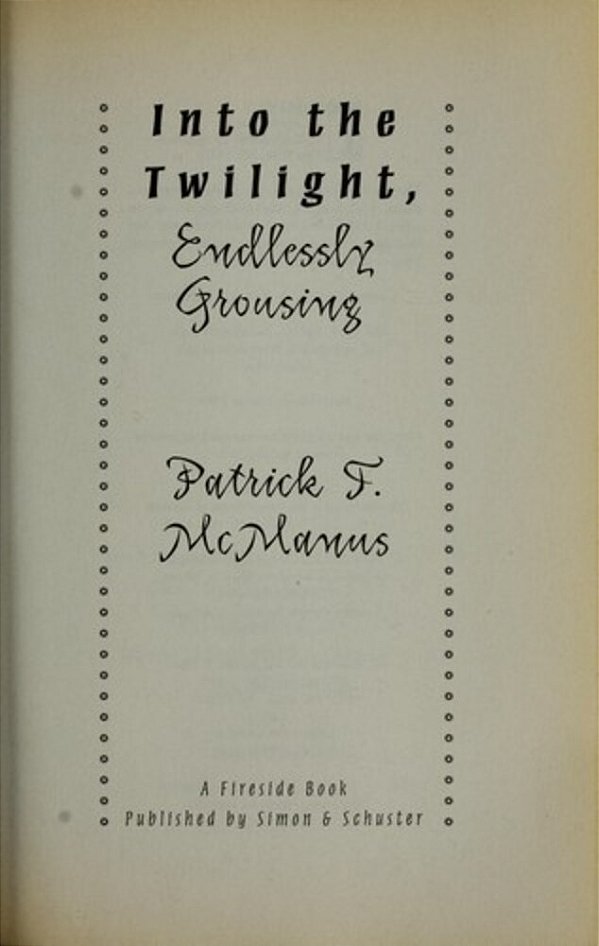 Into the
Twilight,
Endlessly
Grousing
Patrick F.
McManus
A Fireside Book
Published by Simon & Schuster